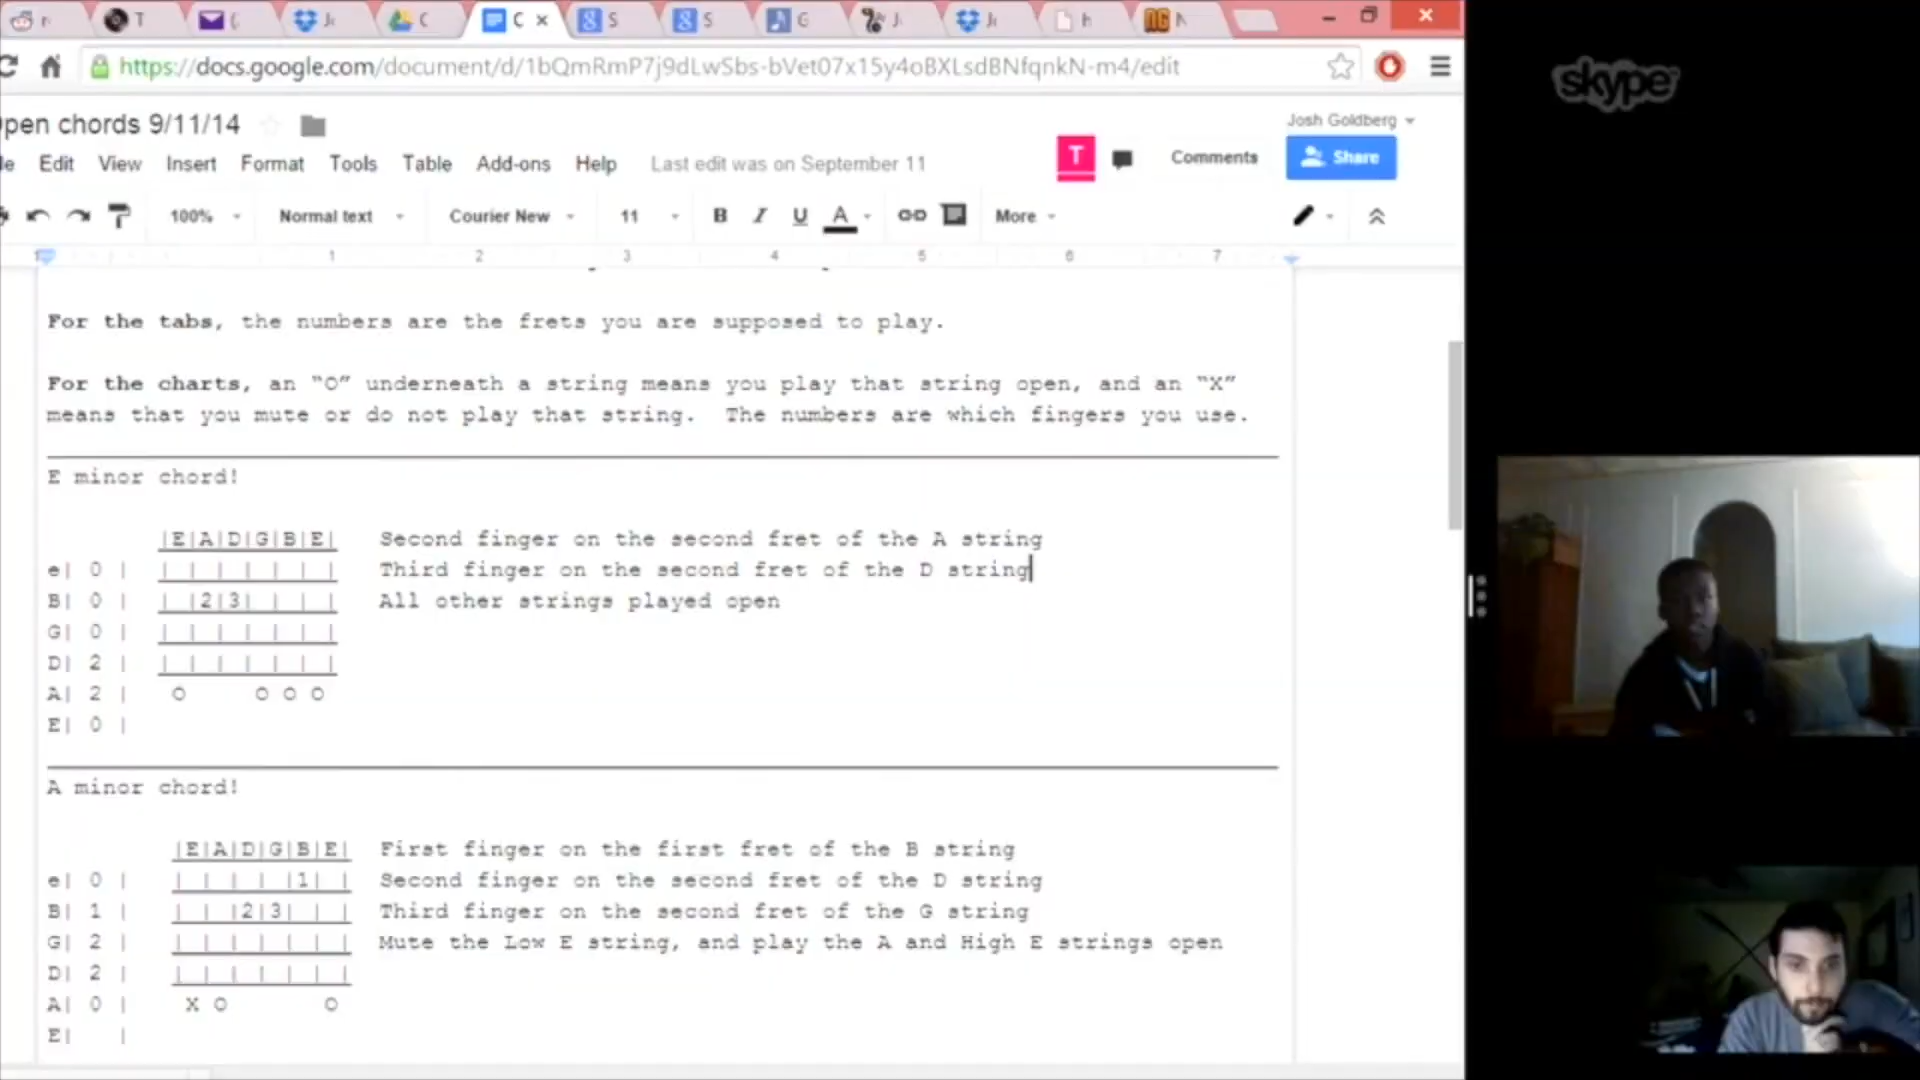 https://docs.google.com/document/d/1bQmRmP7j9dLwSbs-bVet07x15y4oBXLsdBNfqnkN-m4/edit
skype
pen chords 9/11/14
Josh Goldberg
Edit View Insert Format Tools Table Add-ons Help Last edit was on September 11
T Comments Share
100% Normal text Courier New 11 B I U A More
1 2 3 4 5 6 7
For the tabs, the numbers are the frets you are supposed to play.
For the charts, an “O” underneath a string means you play that string open, and an “X”
means that you mute or do not play that string. The numbers are which fingers you use.
E minor chord!
|E|A|D|G|B|E| Second finger on the second fret of the A string
e| 0 | | | | | | | | Third finger on the second fret of the D string
B| 0 | | |2|3| | | | All other strings played open
G| 0 | | | | | | | |
D| 2 | | | | | | | |
A| 2 | O O O O
E| 0 |
A minor chord!
|E|A|D|G|B|E| First finger on the first fret of the B string
e| 0 | | | | | |1| | Second finger on the second fret of the D string
B| 1 | | | |2|3| | | Third finger on the second fret of the G string
G| 2 | | | | | | | | Mute the Low E string, and play the A and High E strings open
D| 2 | | | | | | | |
A| 0 | X O O
E| |